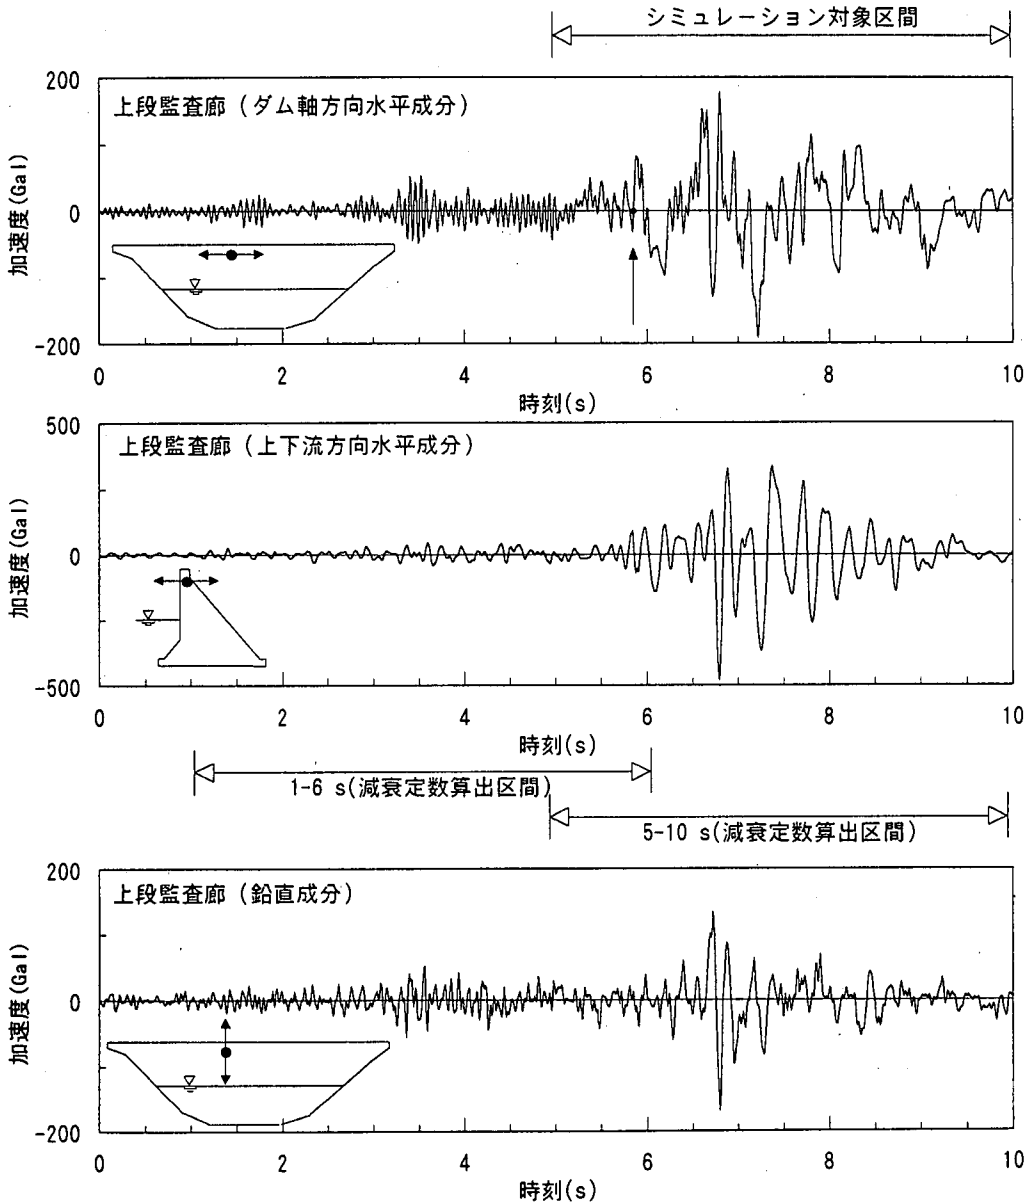 シミュレーション対象区間
200
上段監査廊 (ダム軸方向水平成分)
加速度(Gal)
0
-200
0 2 4 6 8 10
時刻(s)
500
上段監査廊 (上下流方向水平成分)
加速度(Gal)
0
-500
0 2 4 6 8 10
時刻(s)
1-6 s(減衰定数算出区間)
5-10 s(減衰定数算出区間)
200
上段監査廊 (鉛直成分)
加速度(Gal)
0
-200
0 2 4 6 8 10
時刻(s)